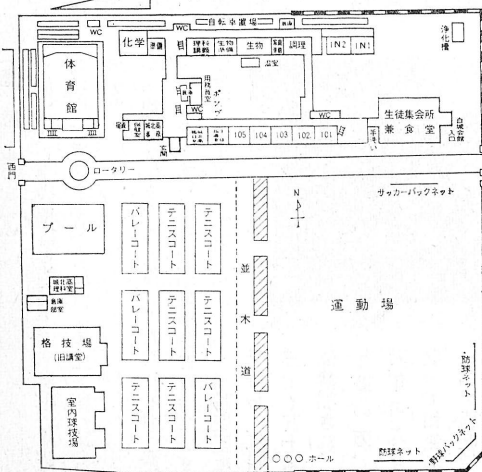 自転車置場
WC
WC
浄化槽
化学
準備
理科講義
生物準備
生物
調理
1N2
1N1
体育館
温室
ポンプ
WC
生徒集会所
兼食堂
105
104
103
102
101
手洗い
玄関
西門
ロータリー
サッカーバックネット
N
プール
バレーコート
テニスコート
テニスコート
並木道
運動場
倉庫
部室
格技場
(旧講堂)
バレーコート
テニスコート
テニスコート
防球ネット
室内球技場
テニスコート
テニスコート
バレーコート
○○○ホール
防球ネット
野球バックネット